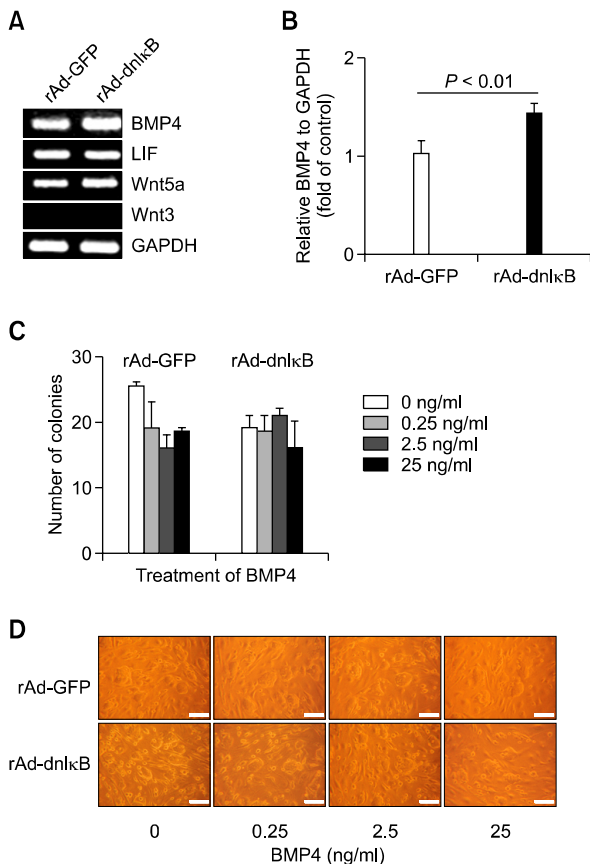 A
rAd-GFP
rAd-dnIκB
BMP4
LIF
Wnt5a
Wnt3
GAPDH
B
Relative BMP4 to GAPDH
(fold of control)
2
1
0
P < 0.01
rAd-GFP
rAd-dnIκB
C
Number of colonies
30
20
10
0
rAd-GFP
rAd-dnIκB
Treatment of BMP4
0 ng/ml
0.25 ng/ml
2.5 ng/ml
25 ng/ml
D
rAd-GFP
rAd-dnIκB
0 0.25 2.5 25
BMP4 (ng/ml)